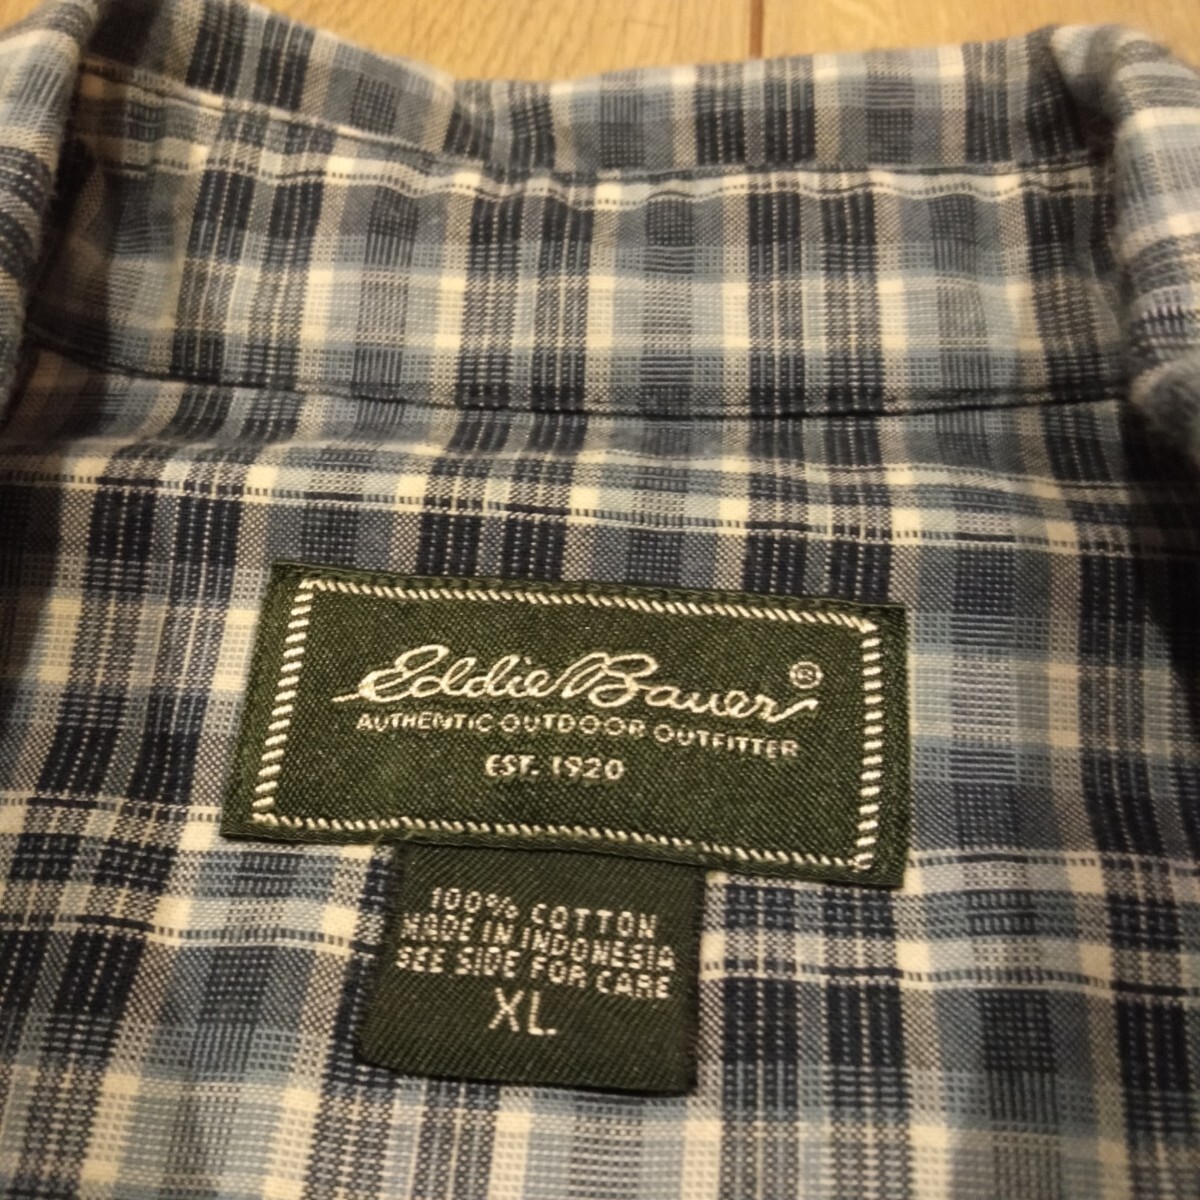 Eddie Bauer ®
AUTHENTIC OUTDOOR OUTFITTER
EST. 1920
100% COTTON
MADE IN INDONESIA
SEE SIDE FOR CARE
XL